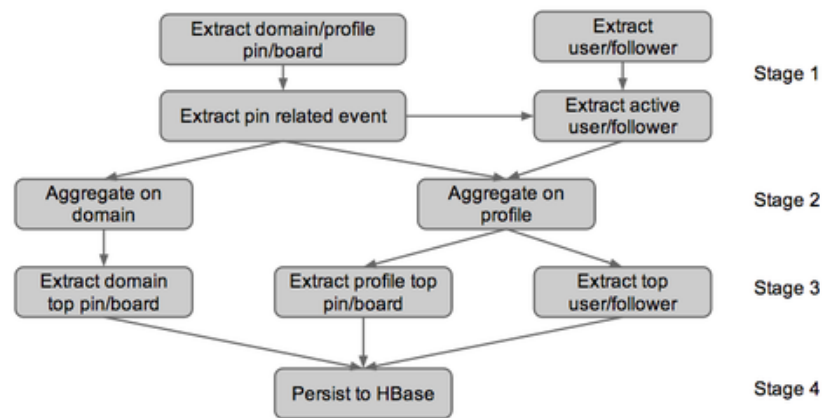 Extract domain/profile
pin/board
Extract
user/follower
Stage 1
Extract pin related event
Extract active
user/follower
Aggregate on
domain
Aggregate on
profile
Stage 2
Extract domain
top pin/board
Extract profile top
pin/board
Extract top
user/follower
Stage 3
Persist to HBase
Stage 4